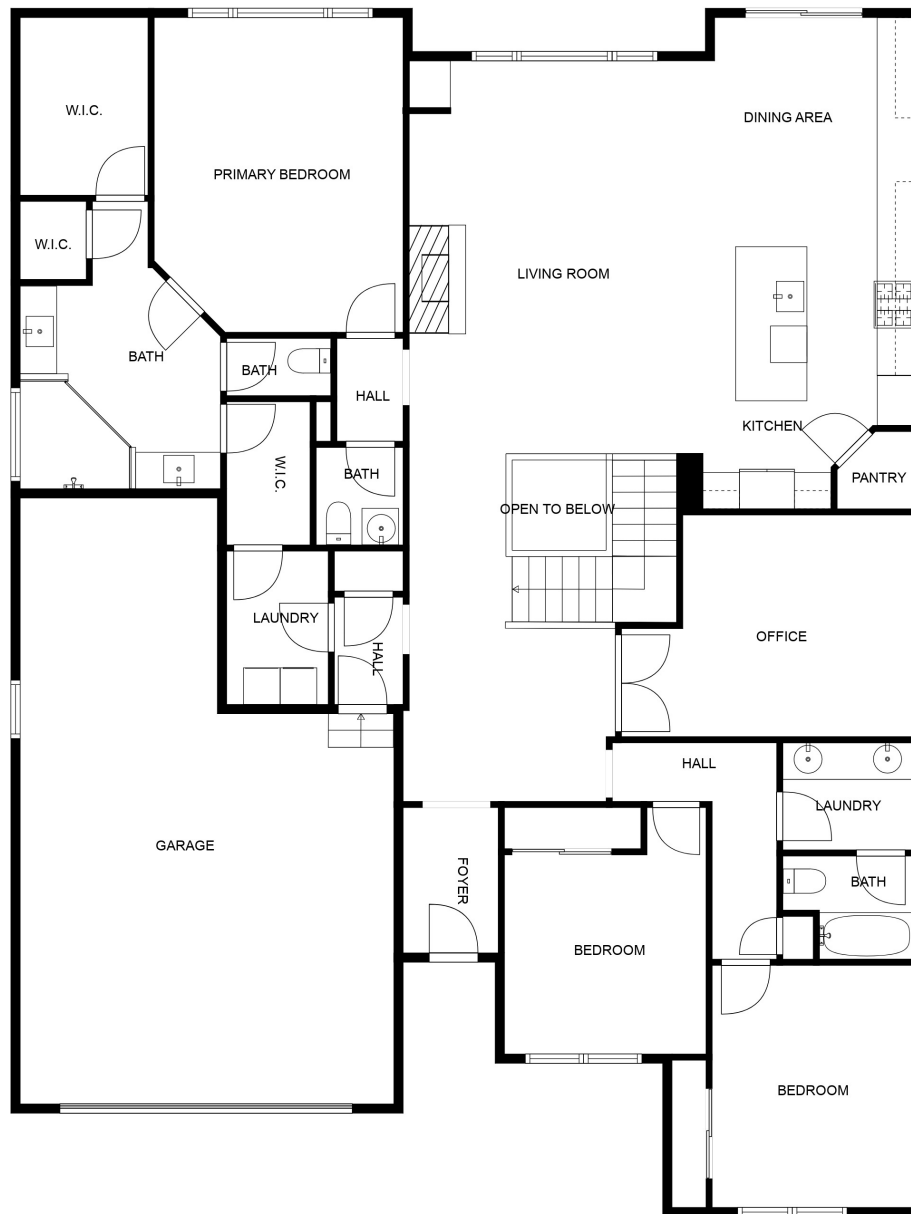 W.I.C.
DINING AREA
PRIMARY BEDROOM
W.I.C.
LIVING ROOM
BATH
BATH
HALL
KITCHEN
W.I.C.
BATH
PANTRY
OPEN TO BELOW
LAUNDRY
HALL
OFFICE
HALL
LAUNDRY
GARAGE
FOYER
BATH
BEDROOM
BEDROOM